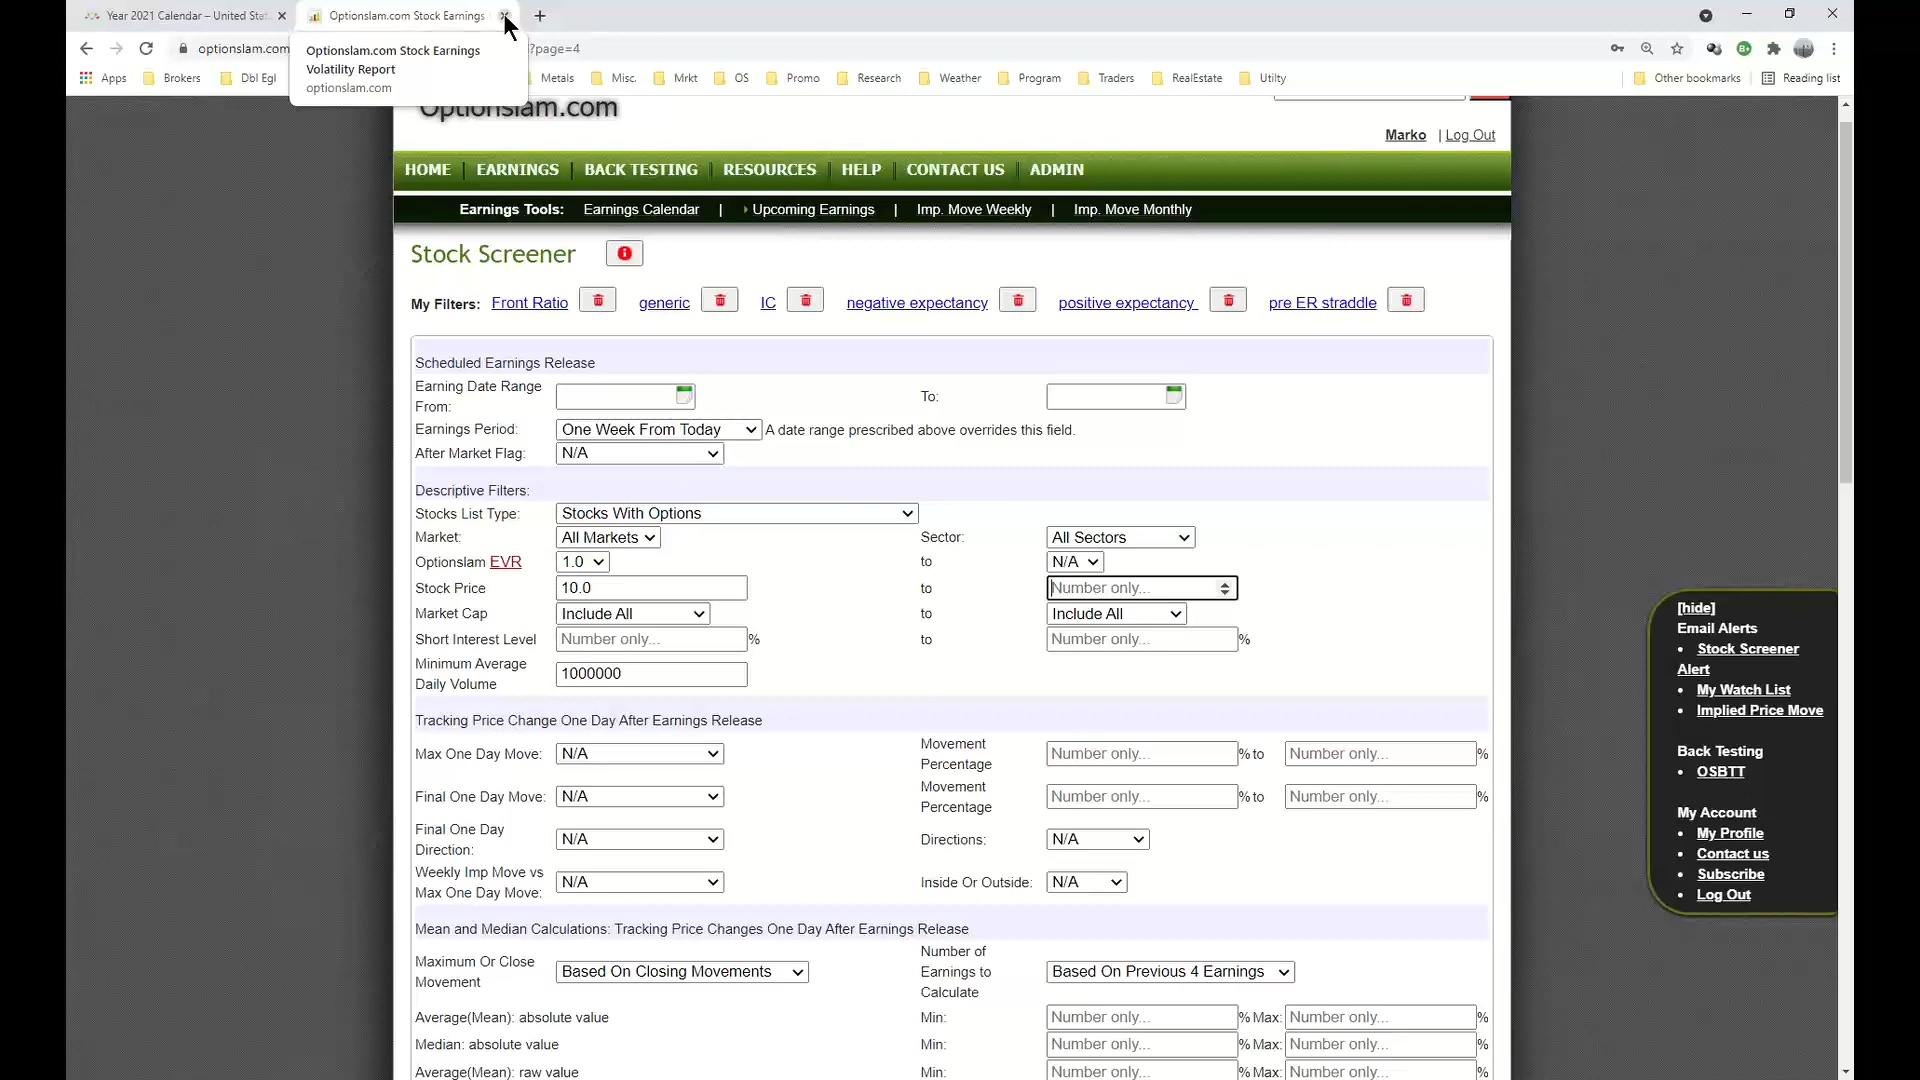 Year 2021 Calendar – United Stat
Optionslam.com Stock Earnings
optionslam.com
?page=4
Optionslam.com Stock Earnings
Volatility Report
optionslam.com
Apps Brokers Dbl Egl Metals Misc. Mrkt OS Promo Research Weather Program Traders RealEstate Utilty Other bookmarks Reading list
Optionslam.com
Marko | Log Out
HOME | EARNINGS | BACK TESTING | RESOURCES | HELP | CONTACT US | ADMIN
Earnings Tools: Earnings Calendar | Upcoming Earnings | Imp. Move Weekly | Imp. Move Monthly
Stock Screener
My Filters: Front Ratio generic IC negative expectancy positive expectancy pre ER straddle
Scheduled Earnings Release
Earning Date Range
From:
To:
Earnings Period: One Week From Today A date range prescribed above overrides this field.
After Market Flag: N/A
Descriptive Filters:
Stocks List Type: Stocks With Options
Market: All Markets Sector: All Sectors
Optionslam EVR 1.0 to N/A
Stock Price 10.0 to Number only...
Market Cap Include All to Include All
Short Interest Level Number only... % to Number only... %
Minimum Average
Daily Volume
1000000
Tracking Price Change One Day After Earnings Release
Max One Day Move: N/A Movement
Percentage
Number only... % to Number only... %
Final One Day Move: N/A Movement
Percentage
Number only... % to Number only... %
Final One Day
Direction:
N/A Directions: N/A
Weekly Imp Move vs
Max One Day Move:
N/A Inside Or Outside: N/A
Mean and Median Calculations: Tracking Price Changes One Day After Earnings Release
Maximum Or Close
Movement
Based On Closing Movements
Number of
Earnings to
Calculate
Based On Previous 4 Earnings
Average(Mean): absolute value Min: Number only... % Max: Number only... %
Median: absolute value Min: Number only... % Max: Number only... %
Average(Mean): raw value Min: Number only... % Max: Number only... %
[hide]
Email Alerts
• Stock Screener
Alert
• My Watch List
• Implied Price Move
Back Testing
• OSBTT
My Account
• My Profile
• Contact us
• Subscribe
• Log Out